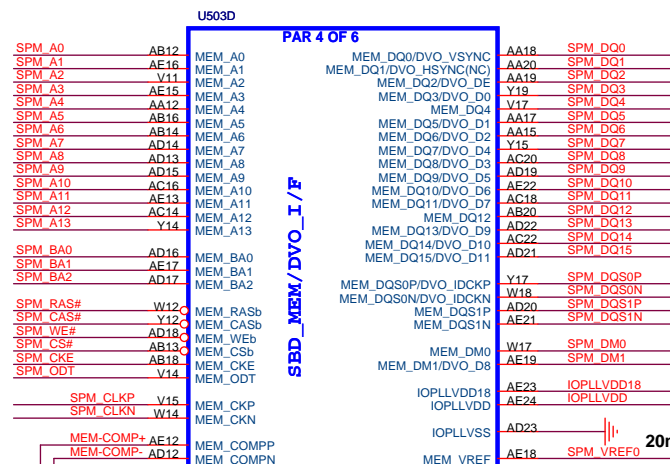 U503D
PAR 4 OF 6
SPM_A0 AB12 MEM_A0 MEM_DQ0/DVO_VSYNC AA18 SPM_DQ0
SPM_A1 AE16 MEM_A1 MEM_DQ1/DVO_HSYNC(NC) AA20 SPM_DQ1
SPM_A2 V11 MEM_A2 MEM_DQ2/DVO_DE AA19 SPM_DQ2
SPM_A3 AE15 MEM_A3 MEM_DQ3/DVO_D0 Y19 SPM_DQ3
SPM_A4 AA12 MEM_A4 MEM_DQ4 V17 SPM_DQ4
SPM_A5 AB16 MEM_A5 MEM_DQ5/DVO_D1 AA17 SPM_DQ5
SPM_A6 AB14 MEM_A6 MEM_DQ6/DVO_D2 AA15 SPM_DQ6
SPM_A7 AD14 MEM_A7 MEM_DQ7/DVO_D4 Y15 SPM_DQ7
SPM_A8 AD13 MEM_A8 MEM_DQ8/DVO_D3 AC20 SPM_DQ8
SPM_A9 AD15 MEM_A9 MEM_DQ9/DVO_D5 AD19 SPM_DQ9
SPM_A10 AC16 MEM_A10 MEM_DQ10/DVO_D6 AE22 SPM_DQ10
SPM_A11 AE13 MEM_A11 MEM_DQ11/DVO_D7 AC18 SPM_DQ11
SPM_A12 AC14 MEM_A12 MEM_DQ12 AB20 SPM_DQ12
SPM_A13 Y14 MEM_A13 MEM_DQ13/DVO_D9 AD22 SPM_DQ13
MEM_DQ14/DVO_D10 AC22 SPM_DQ14
SPM_BA0 AD16 MEM_BA0 MEM_DQ15/DVO_D11 AD21 SPM_DQ15
SPM_BA1 AE17 MEM_BA1
SPM_BA2 AD17 MEM_BA2 MEM_DQS0P/DVO_IDCKP Y17 SPM_DQS0P
MEM_DQS0N/DVO_IDCKN W18 SPM_DQS0N
SPM_RAS# W12 MEM_RASb MEM_DQS1P AD20 SPM_DQS1P
SPM_CAS# Y12 MEM_CASb MEM_DQS1N AE21 SPM_DQS1N
SPM_WE# AD18 MEM_WEb
SPM_CS# AB13 MEM_CSb MEM_DM0 W17 SPM_DM0
SPM_CKE AB18 MEM_CKE MEM_DM1/DVO_D8 AE19 SPM_DM1
SPM_ODT V14 MEM_ODT
IOPLLVDD18 AE23 IOPLLVDD18
SPM_CLKP V15 MEM_CKP IOPLLVDD AE24 IOPLLVDD
SPM_CLKN W14 MEM_CKN
IOPLLVSS AD23
MEM-COMP+ AE12 MEM_COMPP
MEM-COMP- AD12 MEM_COMPN MEM_VREF AE18 SPM_VREF0
SBD_MEM/DVO_I/F